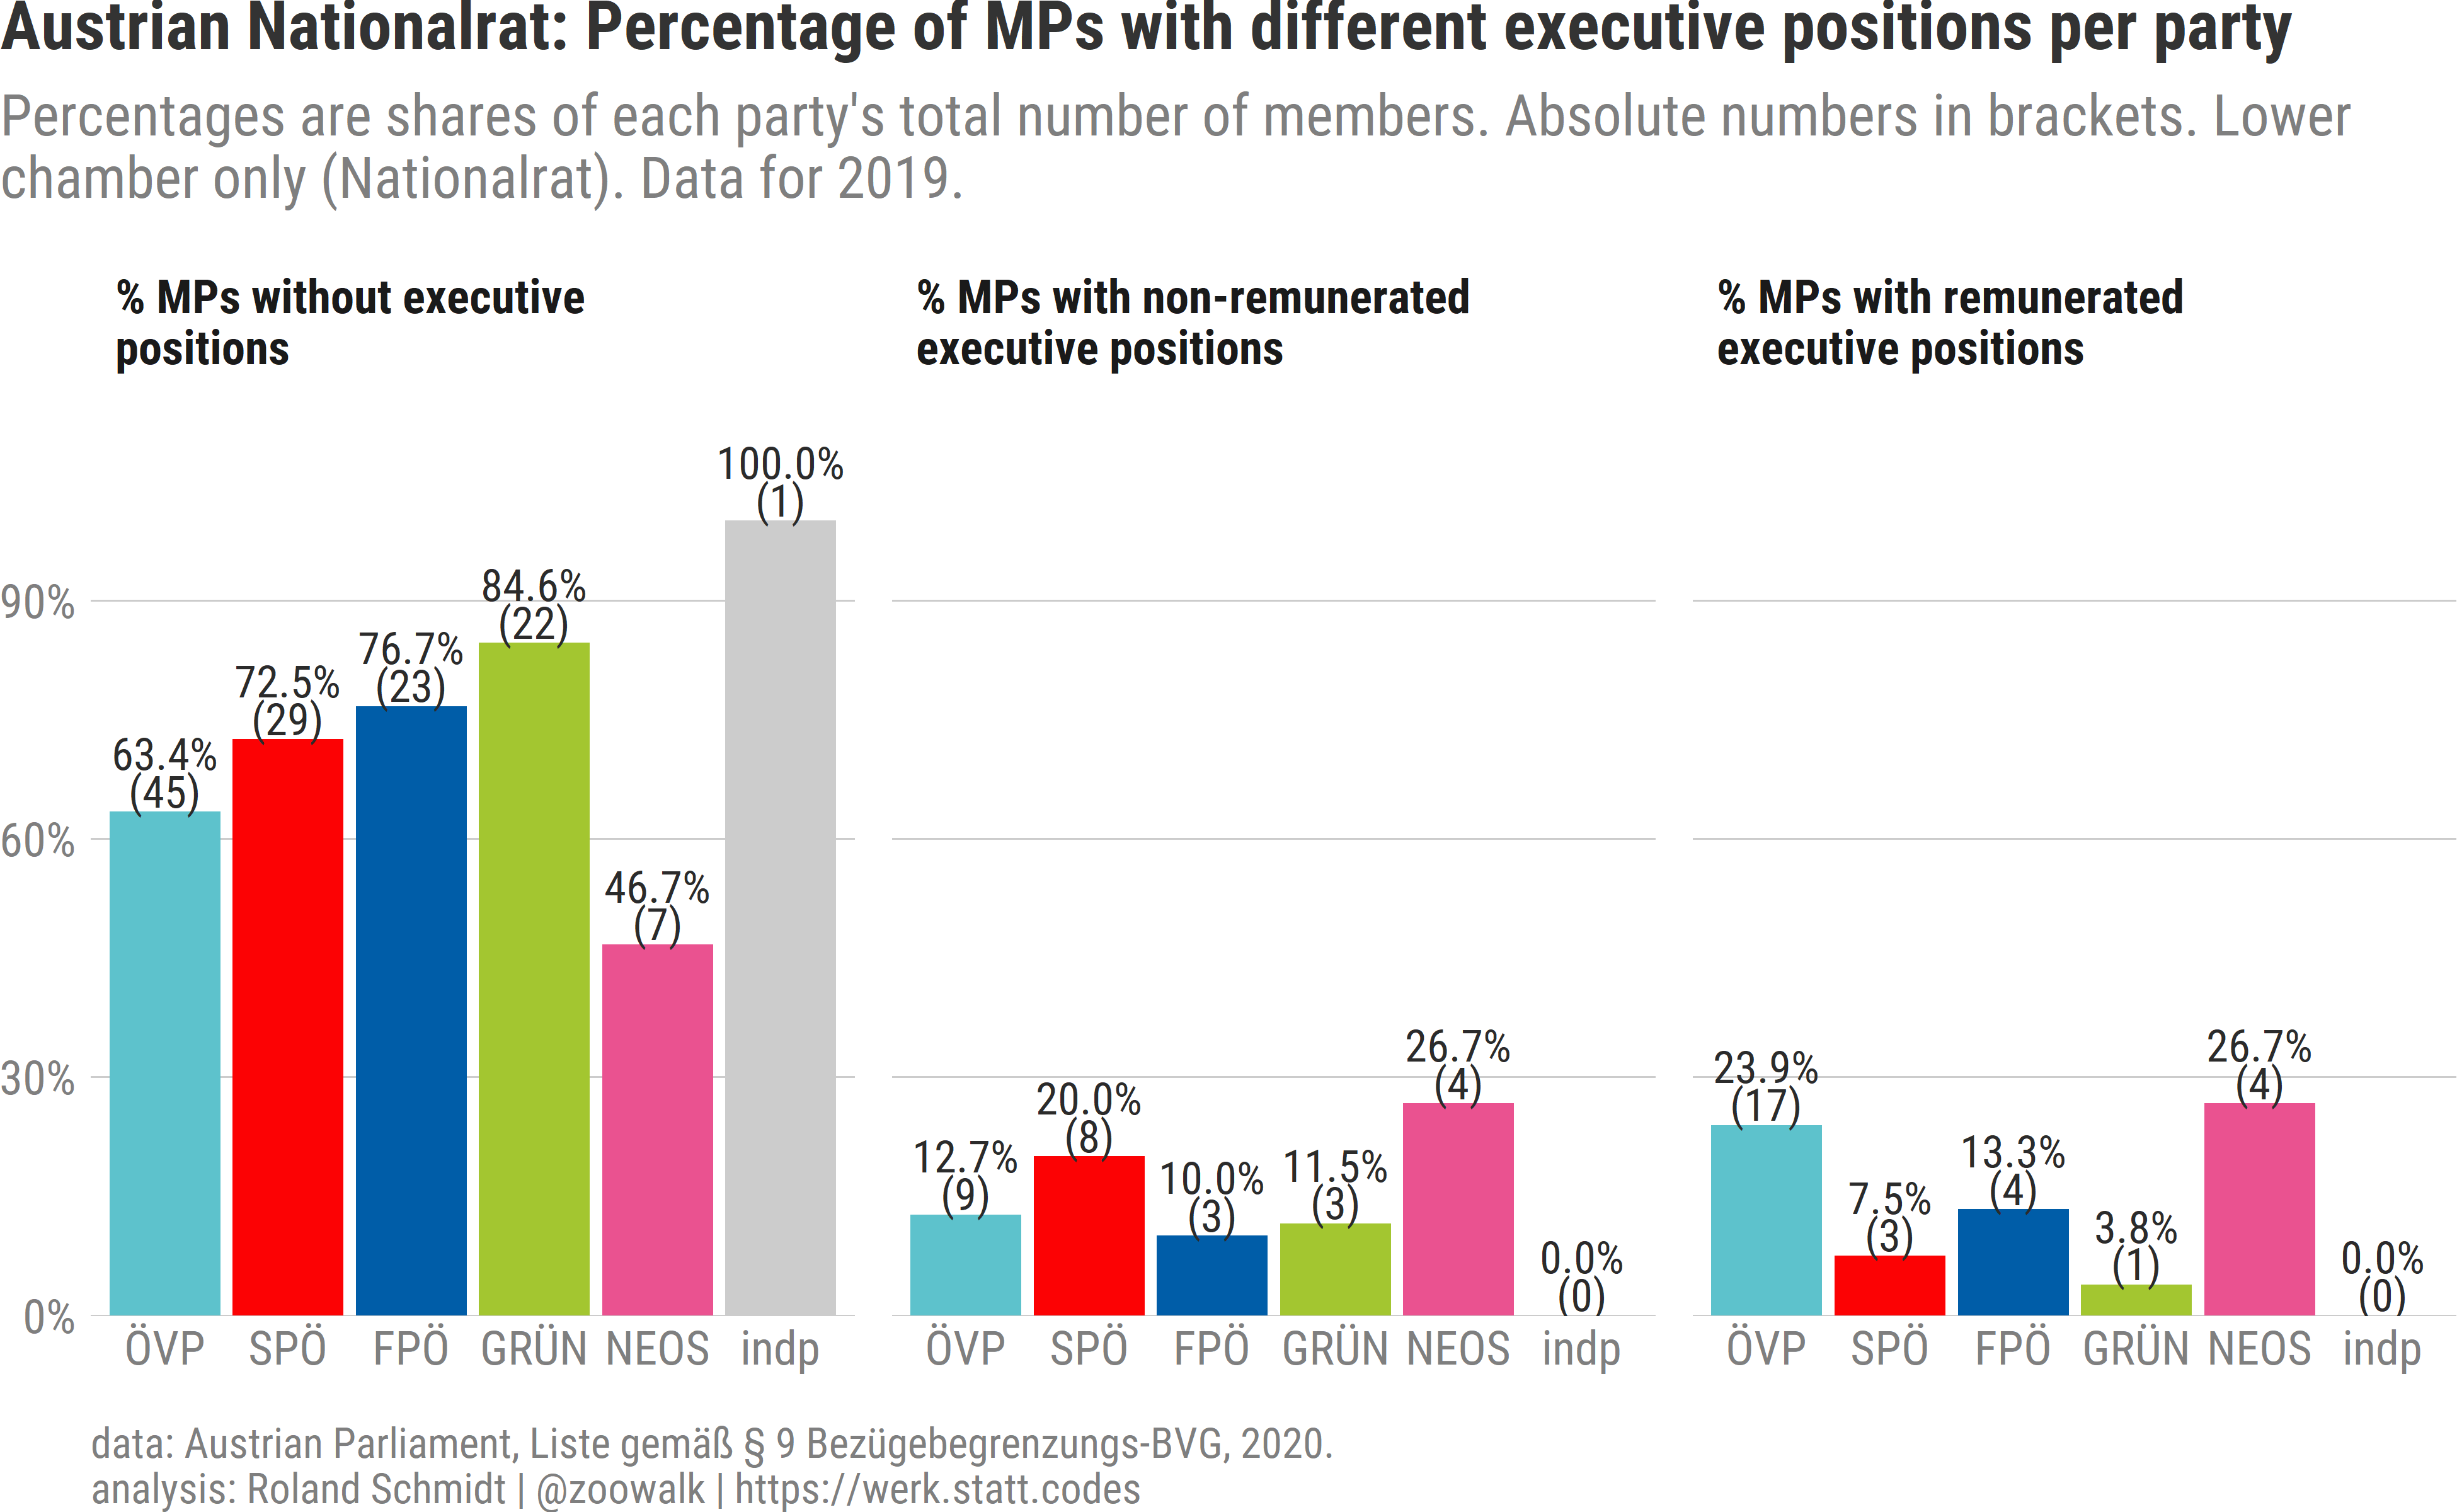 Austrian Nationalrat: Percentage of MPs with different executive positions per party
Percentages are shares of each party's total number of members. Absolute numbers in brackets. Lower
chamber only (Nationalrat). Data for 2019.
% MPs without executive
positions
% MPs with non-remunerated
executive positions
% MPs with remunerated
executive positions
90%
60%
30%
0%
63.4%
(45)
72.5%
(29)
76.7%
(23)
84.6%
(22)
46.7%
(7)
100.0%
(1)
12.7%
(9)
20.0%
(8)
10.0%
(3)
11.5%
(3)
26.7%
(4)
0.0%
(0)
23.9%
(17)
7.5%
(3)
13.3%
(4)
3.8%
(1)
26.7%
(4)
0.0%
(0)
ÖVP SPÖ FPÖ GRÜN NEOS indp
ÖVP SPÖ FPÖ GRÜN NEOS indp
ÖVP SPÖ FPÖ GRÜN NEOS indp
data: Austrian Parliament, Liste gemäß § 9 Bezügebegrenzungs-BVG, 2020.
analysis: Roland Schmidt | @zoowalk | https://werk.statt.codes